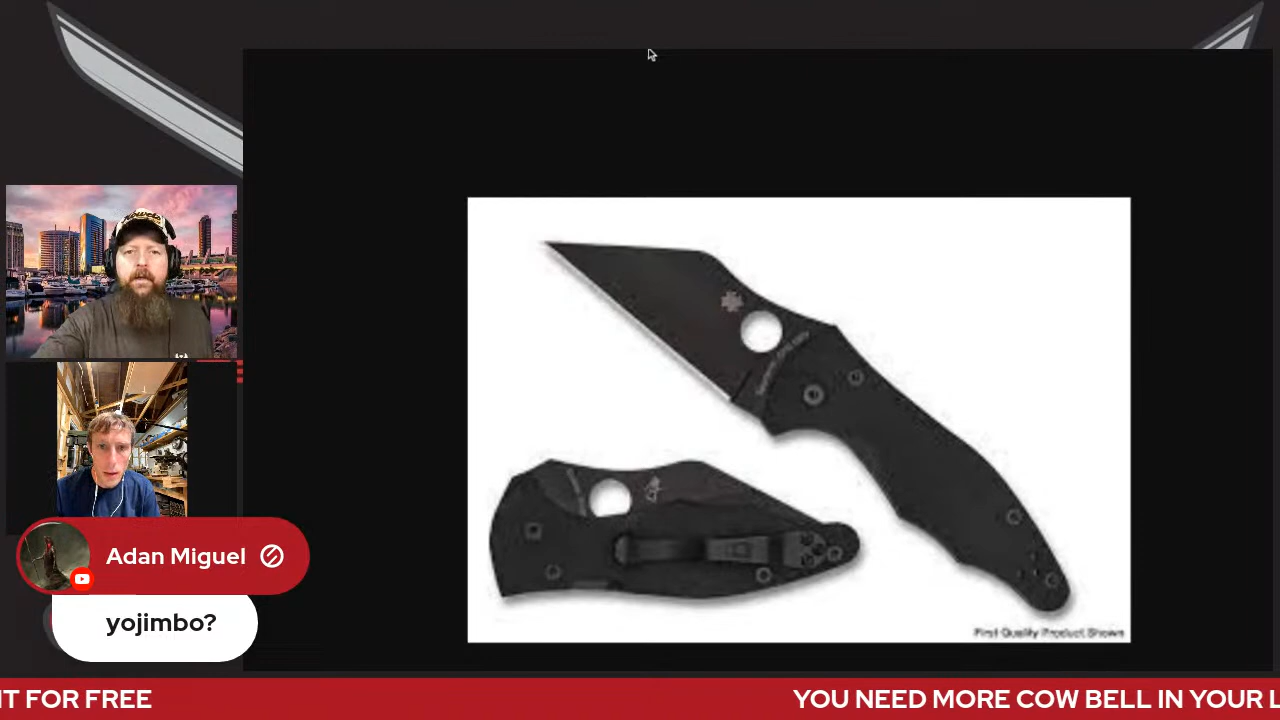 Adan Miguel
yojimbo?
First Quality Product Shown
IT FOR FREE
YOU NEED MORE COW BELL IN YOUR L